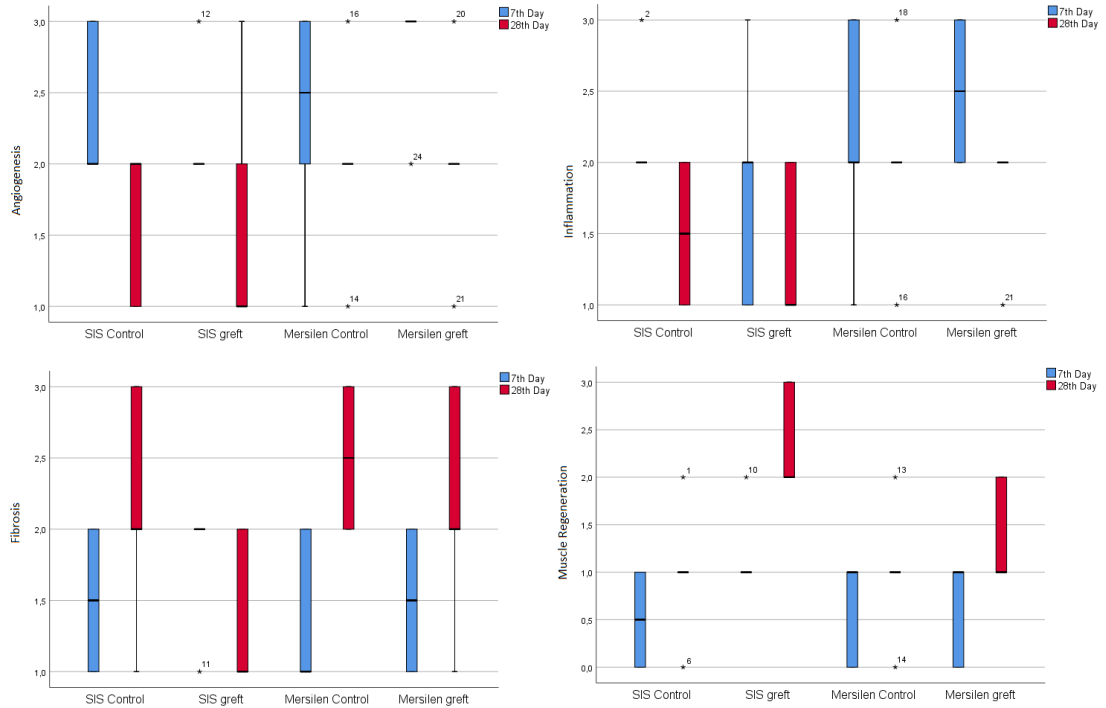 7th Day
28th Day
Angiogenesis
3,0
2,5
2,0
1,5
1,0
12
16
20
24
14
21
SIS Control
SIS greft
Mersilen Control
Mersilen greft
7th Day
28th Day
Inflammation
3,0
2,5
2,0
1,5
1,0
2
18
16
21
SIS Control
SIS greft
Mersilen Control
Mersilen greft
7th Day
28th Day
Fibrosis
3,0
2,5
2,0
1,5
1,0
11
SIS Control
SIS greft
Mersilen Control
Mersilen greft
7th Day
28th Day
Muscle Regeneration
3,0
2,5
2,0
1,5
1,0
0,5
0,0
1
10
13
6
14
SIS Control
SIS greft
Mersilen Control
Mersilen greft